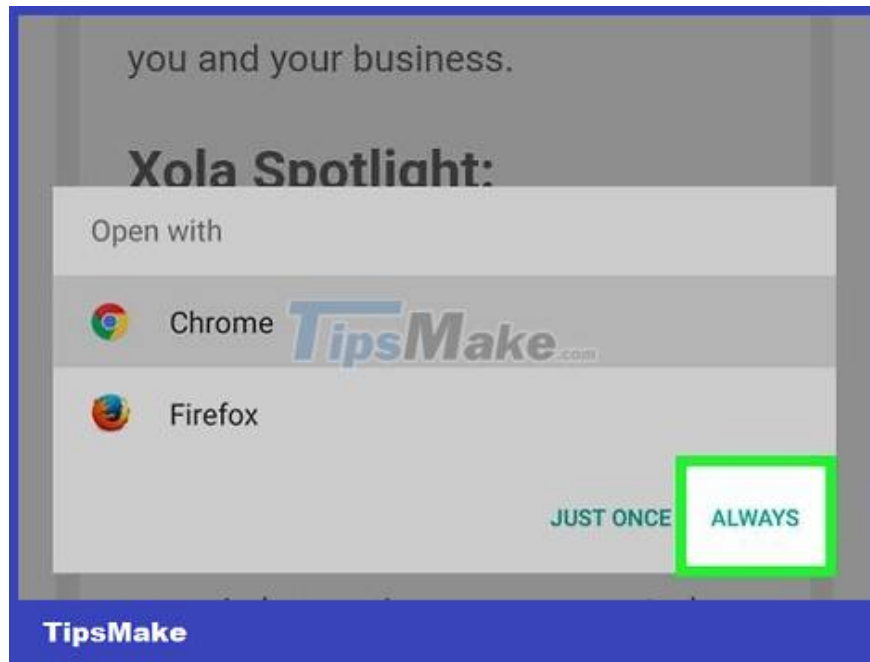 you and your business.
Xola Spotlight:
Open with
Chrome
TipsMake.com
Firefox
JUST ONCE
ALWAYS
TipsMake